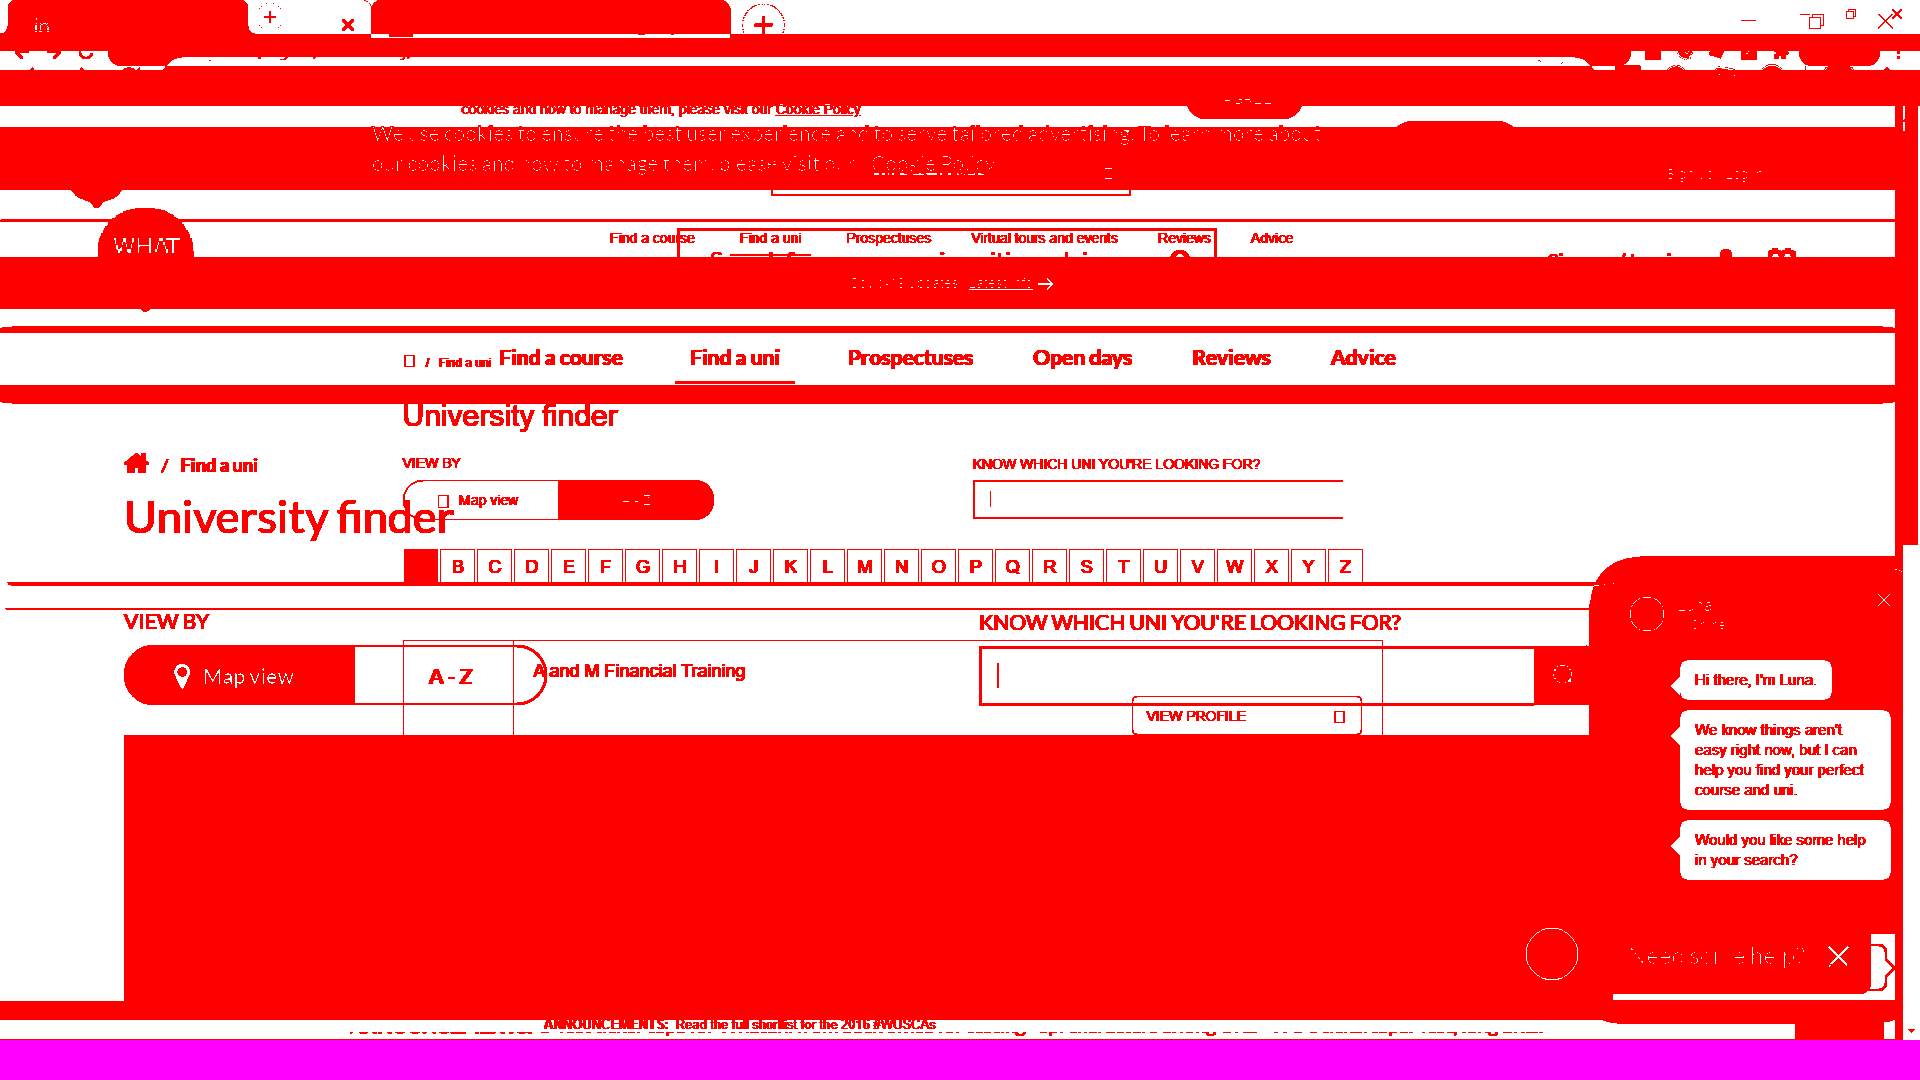 in
cookies and how to manage them, please visit our Cookie Policy
We use cookies to ensure the best user experience and to serve tailored advertising. To learn more about
our cookies and how to manage them please visit our Cookie Policy
WHAT
Find a course Find a uni Prospectuses Virtual tours and events Reviews Advice
Latest info →
/ Find a uni
Find a course Find a uni Prospectuses Open days Reviews Advice
University finder
/ Find a uni
VIEW BY
KNOW WHICH UNI YOU'RE LOOKING FOR?
Map view A - Z
University finder
B C D E F G H I J K L M N O P Q R S T U V W X Y Z
VIEW BY
KNOW WHICH UNI YOU'RE LOOKING FOR?
Map view
A - Z
A and M Financial Training
VIEW PROFILE
Luna
Hi there, I'm Luna.
We know things aren't
easy right now, but I can
help you find your perfect
course and uni.
Would you like some help
in your search?
Need some help?
ANNOUNCEMENTS: Read the full shortlist for the 2016 #WUSCAs